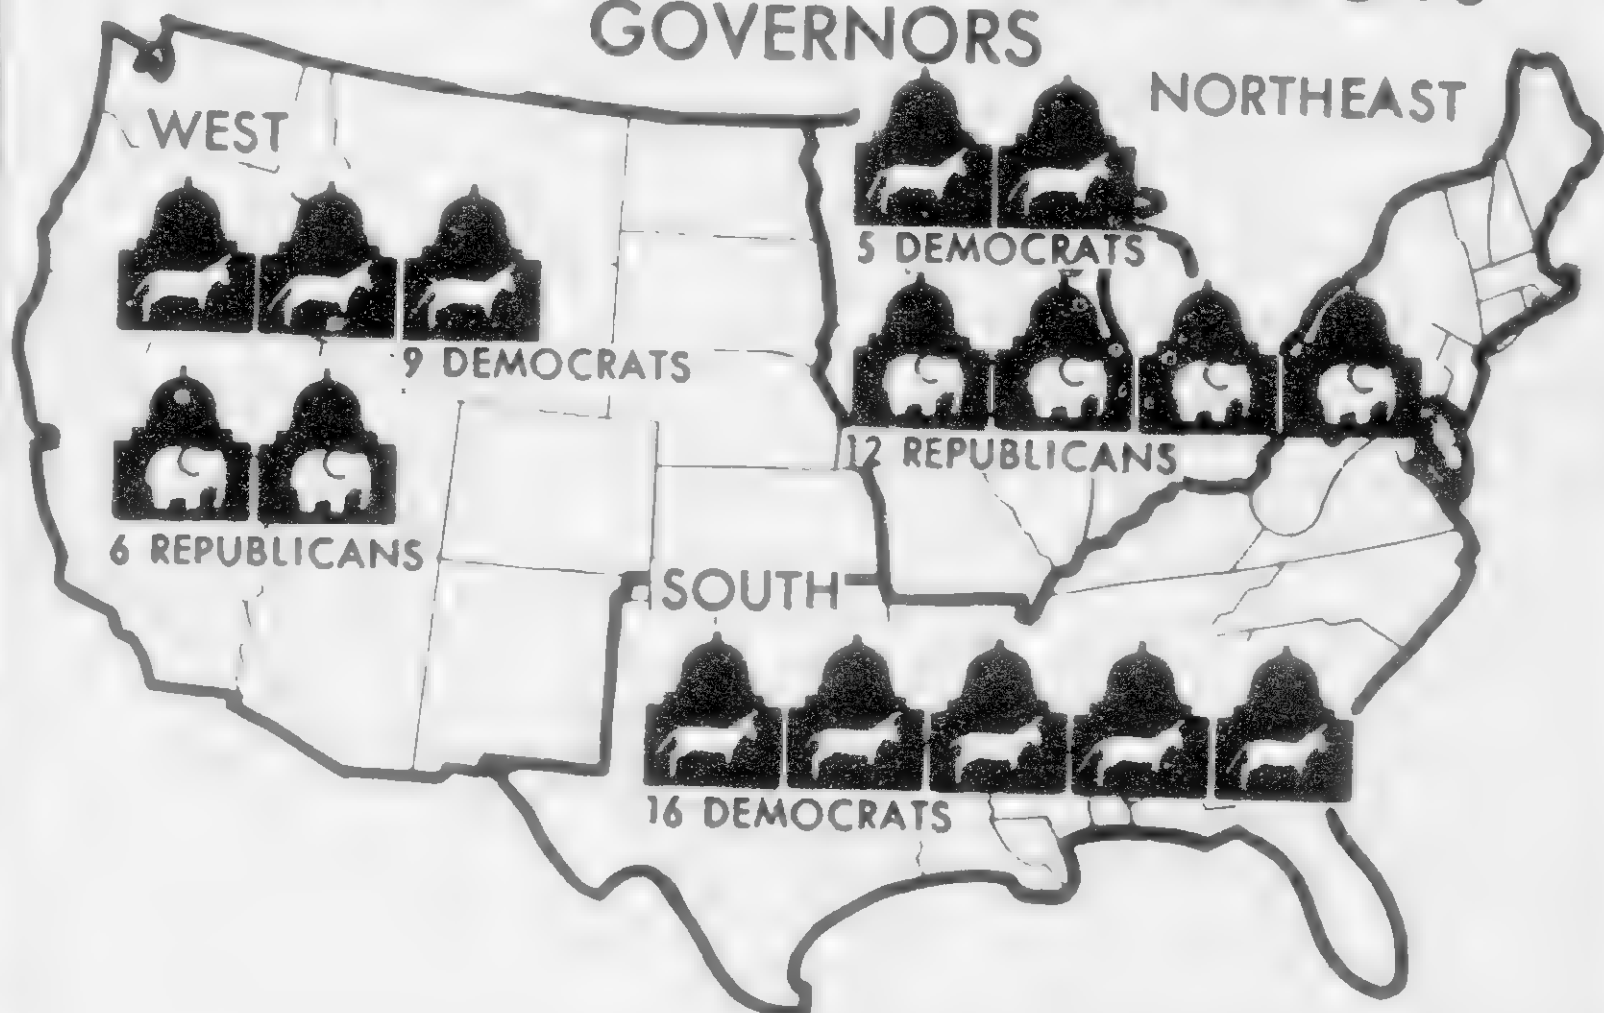 GOVERNORS
NORTHEAST
WEST
5 DEMOCRATS
9 DEMOCRATS
12 REPUBLICANS
6 REPUBLICANS
SOUTH
16 DEMOCRATS